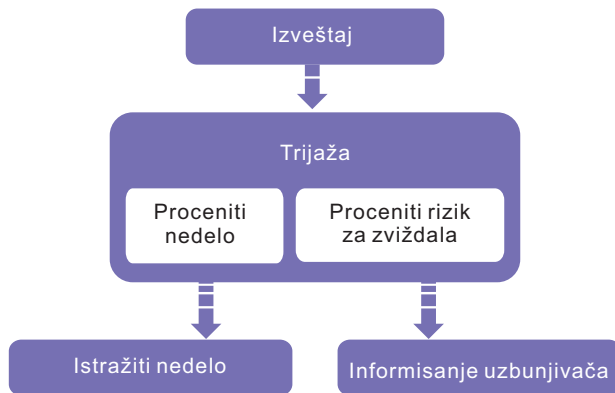 Izveštaj
Trijaža
Proceniti
nedelo
Proceniti rizik
za zviždala
Istražiti nedelo
Informisanje uzbunjivača